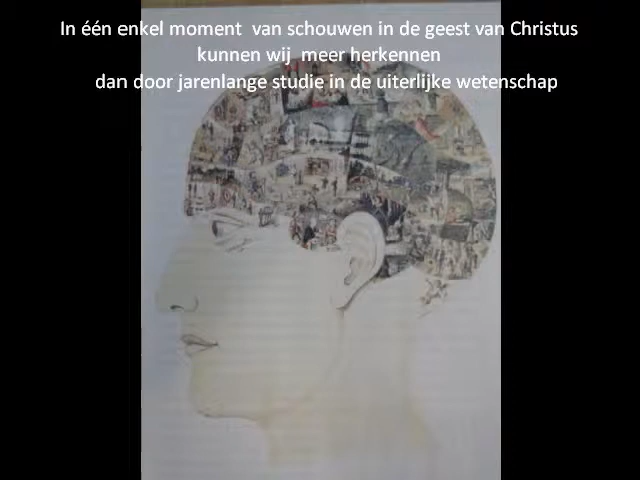 In één enkel moment van schouwen in de geest van Christus
kunnen wij meer herkennen
dan door jarenlange studie in de uiterlijke wetenschap